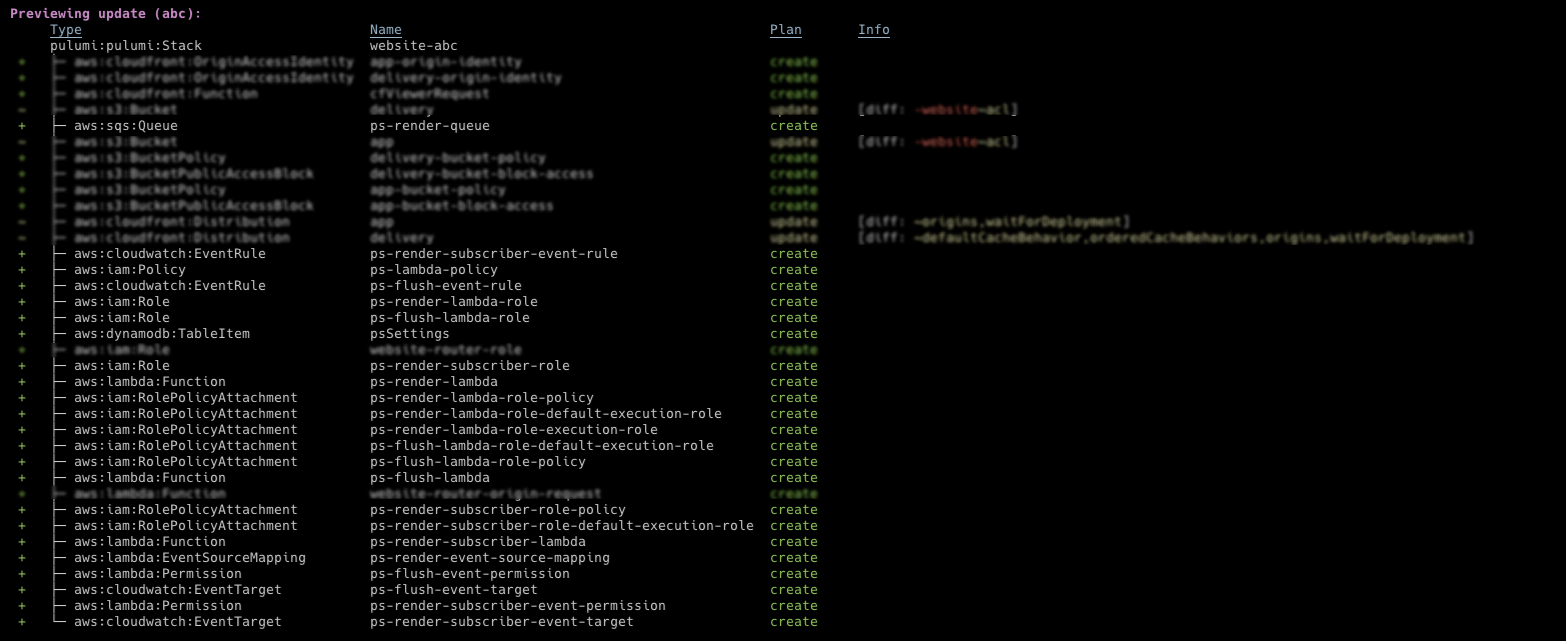 Previewing update (abc):
Type Name Plan Info
pulumi:pulumi:Stack website-abc
+ ├─ aws:cloudfront:OriginAccessIdentity app-origin-identity create
+ ├─ aws:cloudfront:OriginAccessIdentity delivery-origin-identity create
+ ├─ aws:cloudfront:Function cfViewerRequest create
~ ├─ aws:s3:Bucket delivery update [diff: -website~acl]
+ ├─ aws:sqs:Queue ps-render-queue create
~ ├─ aws:s3:Bucket app update [diff: -website~acl]
+ ├─ aws:s3:BucketPolicy delivery-bucket-policy create
+ ├─ aws:s3:BucketPublicAccessBlock delivery-bucket-block-access create
+ ├─ aws:s3:BucketPolicy app-bucket-policy create
+ ├─ aws:s3:BucketPublicAccessBlock app-bucket-block-access create
~ ├─ aws:cloudfront:Distribution app update [diff: ~origins,waitForDeployment]
~ ├─ aws:cloudfront:Distribution delivery update [diff: ~defaultCacheBehavior,orderedCacheBehaviors,origins,waitForDeployment]
+ ├─ aws:cloudwatch:EventRule ps-render-subscriber-event-rule create
+ ├─ aws:iam:Policy ps-lambda-policy create
+ ├─ aws:cloudwatch:EventRule ps-flush-event-rule create
+ ├─ aws:iam:Role ps-render-lambda-role create
+ ├─ aws:iam:Role ps-flush-lambda-role create
+ ├─ aws:dynamodb:TableItem psSettings create
+ ├─ aws:iam:Role website-router-role create
+ ├─ aws:iam:Role ps-render-subscriber-role create
+ ├─ aws:lambda:Function ps-render-lambda create
+ ├─ aws:iam:RolePolicyAttachment ps-render-lambda-role-policy create
+ ├─ aws:iam:RolePolicyAttachment ps-render-lambda-role-default-execution-role create
+ ├─ aws:iam:RolePolicyAttachment ps-render-lambda-role-execution-role create
+ ├─ aws:iam:RolePolicyAttachment ps-flush-lambda-role-default-execution-role create
+ ├─ aws:iam:RolePolicyAttachment ps-flush-lambda-role-policy create
+ ├─ aws:lambda:Function ps-flush-lambda create
+ ├─ aws:lambda:Function website-router-origin-request create
+ ├─ aws:iam:RolePolicyAttachment ps-render-subscriber-role-policy create
+ ├─ aws:iam:RolePolicyAttachment ps-render-subscriber-role-default-execution-role create
+ ├─ aws:lambda:Function ps-render-subscriber-lambda create
+ ├─ aws:lambda:EventSourceMapping ps-render-event-source-mapping create
+ ├─ aws:lambda:Permission ps-flush-event-permission create
+ ├─ aws:cloudwatch:EventTarget ps-flush-event-target create
+ ├─ aws:lambda:Permission ps-render-subscriber-event-permission create
+ └─ aws:cloudwatch:EventTarget ps-render-subscriber-event-target create